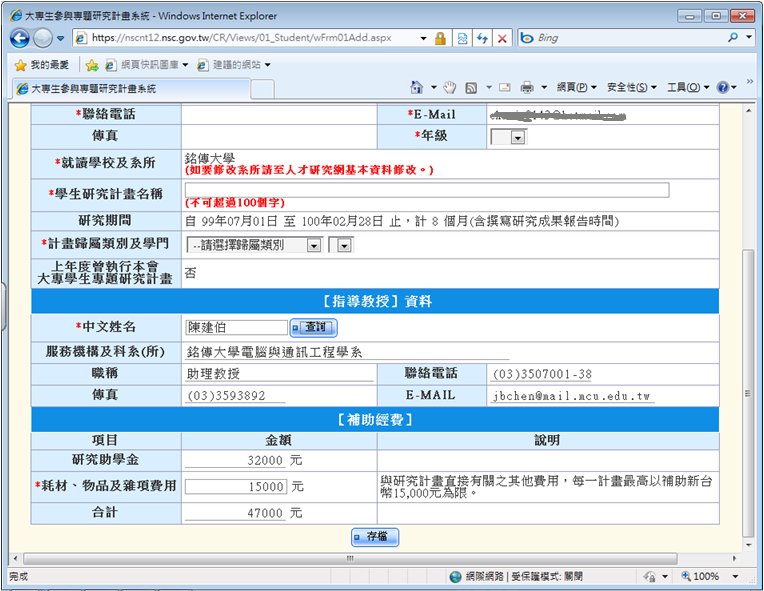 大專生參與專題研究計畫系統 - Windows Internet Explorer
https://nscnt12.nsc.gov.tw/CR/Views/01_Student/wFrm01Add.aspx
Bing
我的最愛 網頁快訊圖庫 建議的網站
大專生參與專題研究計畫系統
網頁(P) 安全性(S) 工具(O) »
*聯絡電話 *E-Mail
傳真 *年級
*就讀學校及系所 銘傳大學
(如要修改系所請至人才研究網基本資料修改。)
*學生研究計畫名稱
(不可超過100個字)
研究期間 自 99年07月01日 至 100年02月28日 止，計 8 個月(含撰寫研究成果報告時間)
*計畫歸屬類別及學門 --請選擇歸屬類別
上年度曾執行本會
大專學生專題研究計畫 否
【指導教授】資料
*中文姓名 陳建伯 查詢
服務機構及科系(所) 銘傳大學電腦與通訊工程學系
職稱 助理教授 聯絡電話 (03)3507001-38
傳真 (03)3593892 E-MAIL jbchen@mail.mcu.edu.tw
【補助經費】
項目 金額 說明
研究助學金 32000 元
*耗材、物品及雜項費用 15000 元 與研究計畫直接有關之其他費用，每一計畫最高以補助新台
幣15,000元為限。
合計 47000 元
存檔
完成 網際網路 | 受保護模式: 關閉 100%